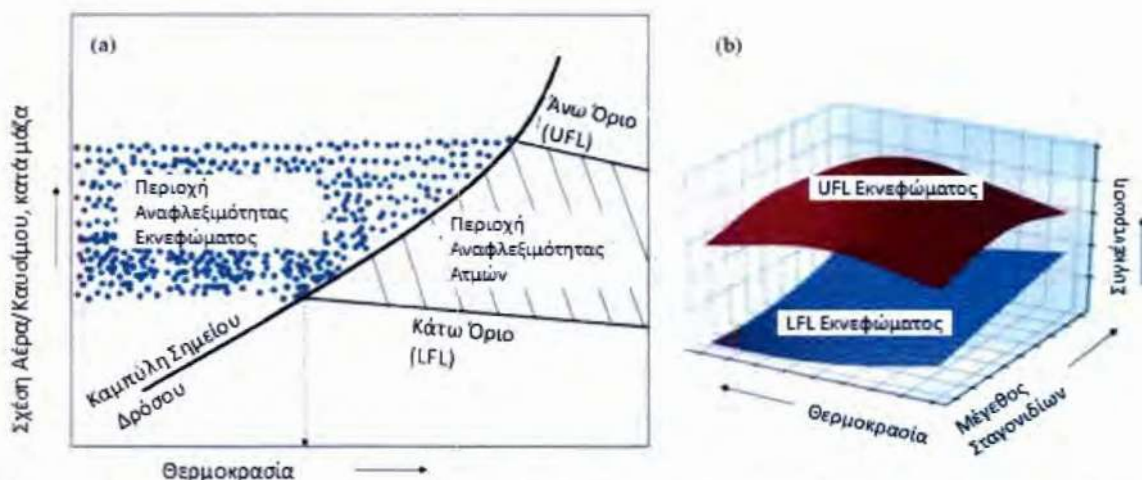 (a)
Σχέση Αέρα/Καυσίμου, κατά μάζα
Περιοχή
Αναφλεξιμότητας
Εκνεφώματος
Άνω Όριο
(UFL)
Περιοχή
Αναφλεξιμότητας
Ατμών
Κάτω Όριο
(LFL)
Καμπύλη Σημείου
Δρόσου
Θερμοκρασία
(b)
UFL Εκνεφώματος
LFL Εκνεφώματος
Συγκέντρωση
Θερμοκρασία
Μέγεθος
Σταγονιδίων